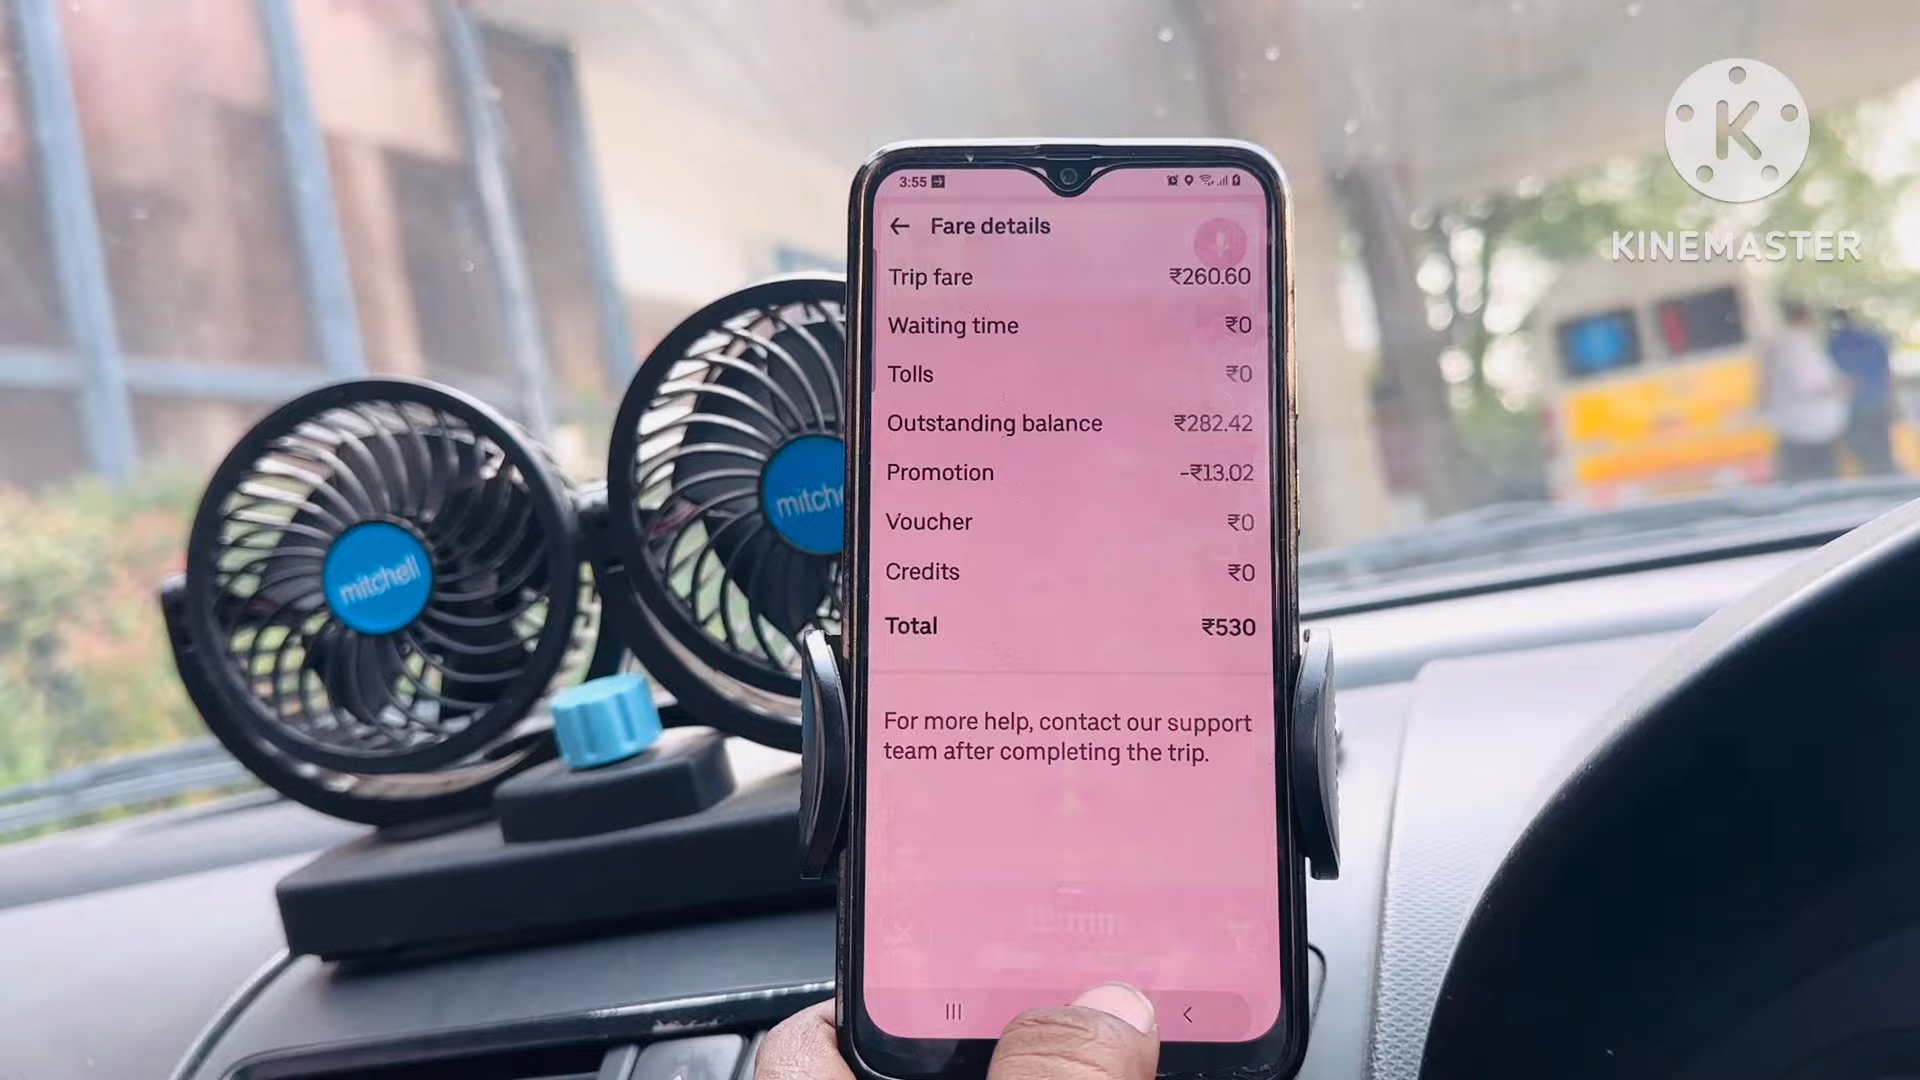 3:55
Fare details
Trip fare ₹260.60
Waiting time ₹0
Tolls ₹0
Outstanding balance ₹282.42
Promotion -₹13.02
Voucher ₹0
Credits ₹0
Total ₹530
For more help, contact our support
team after completing the trip.
mitchell
K
KINEMASTER